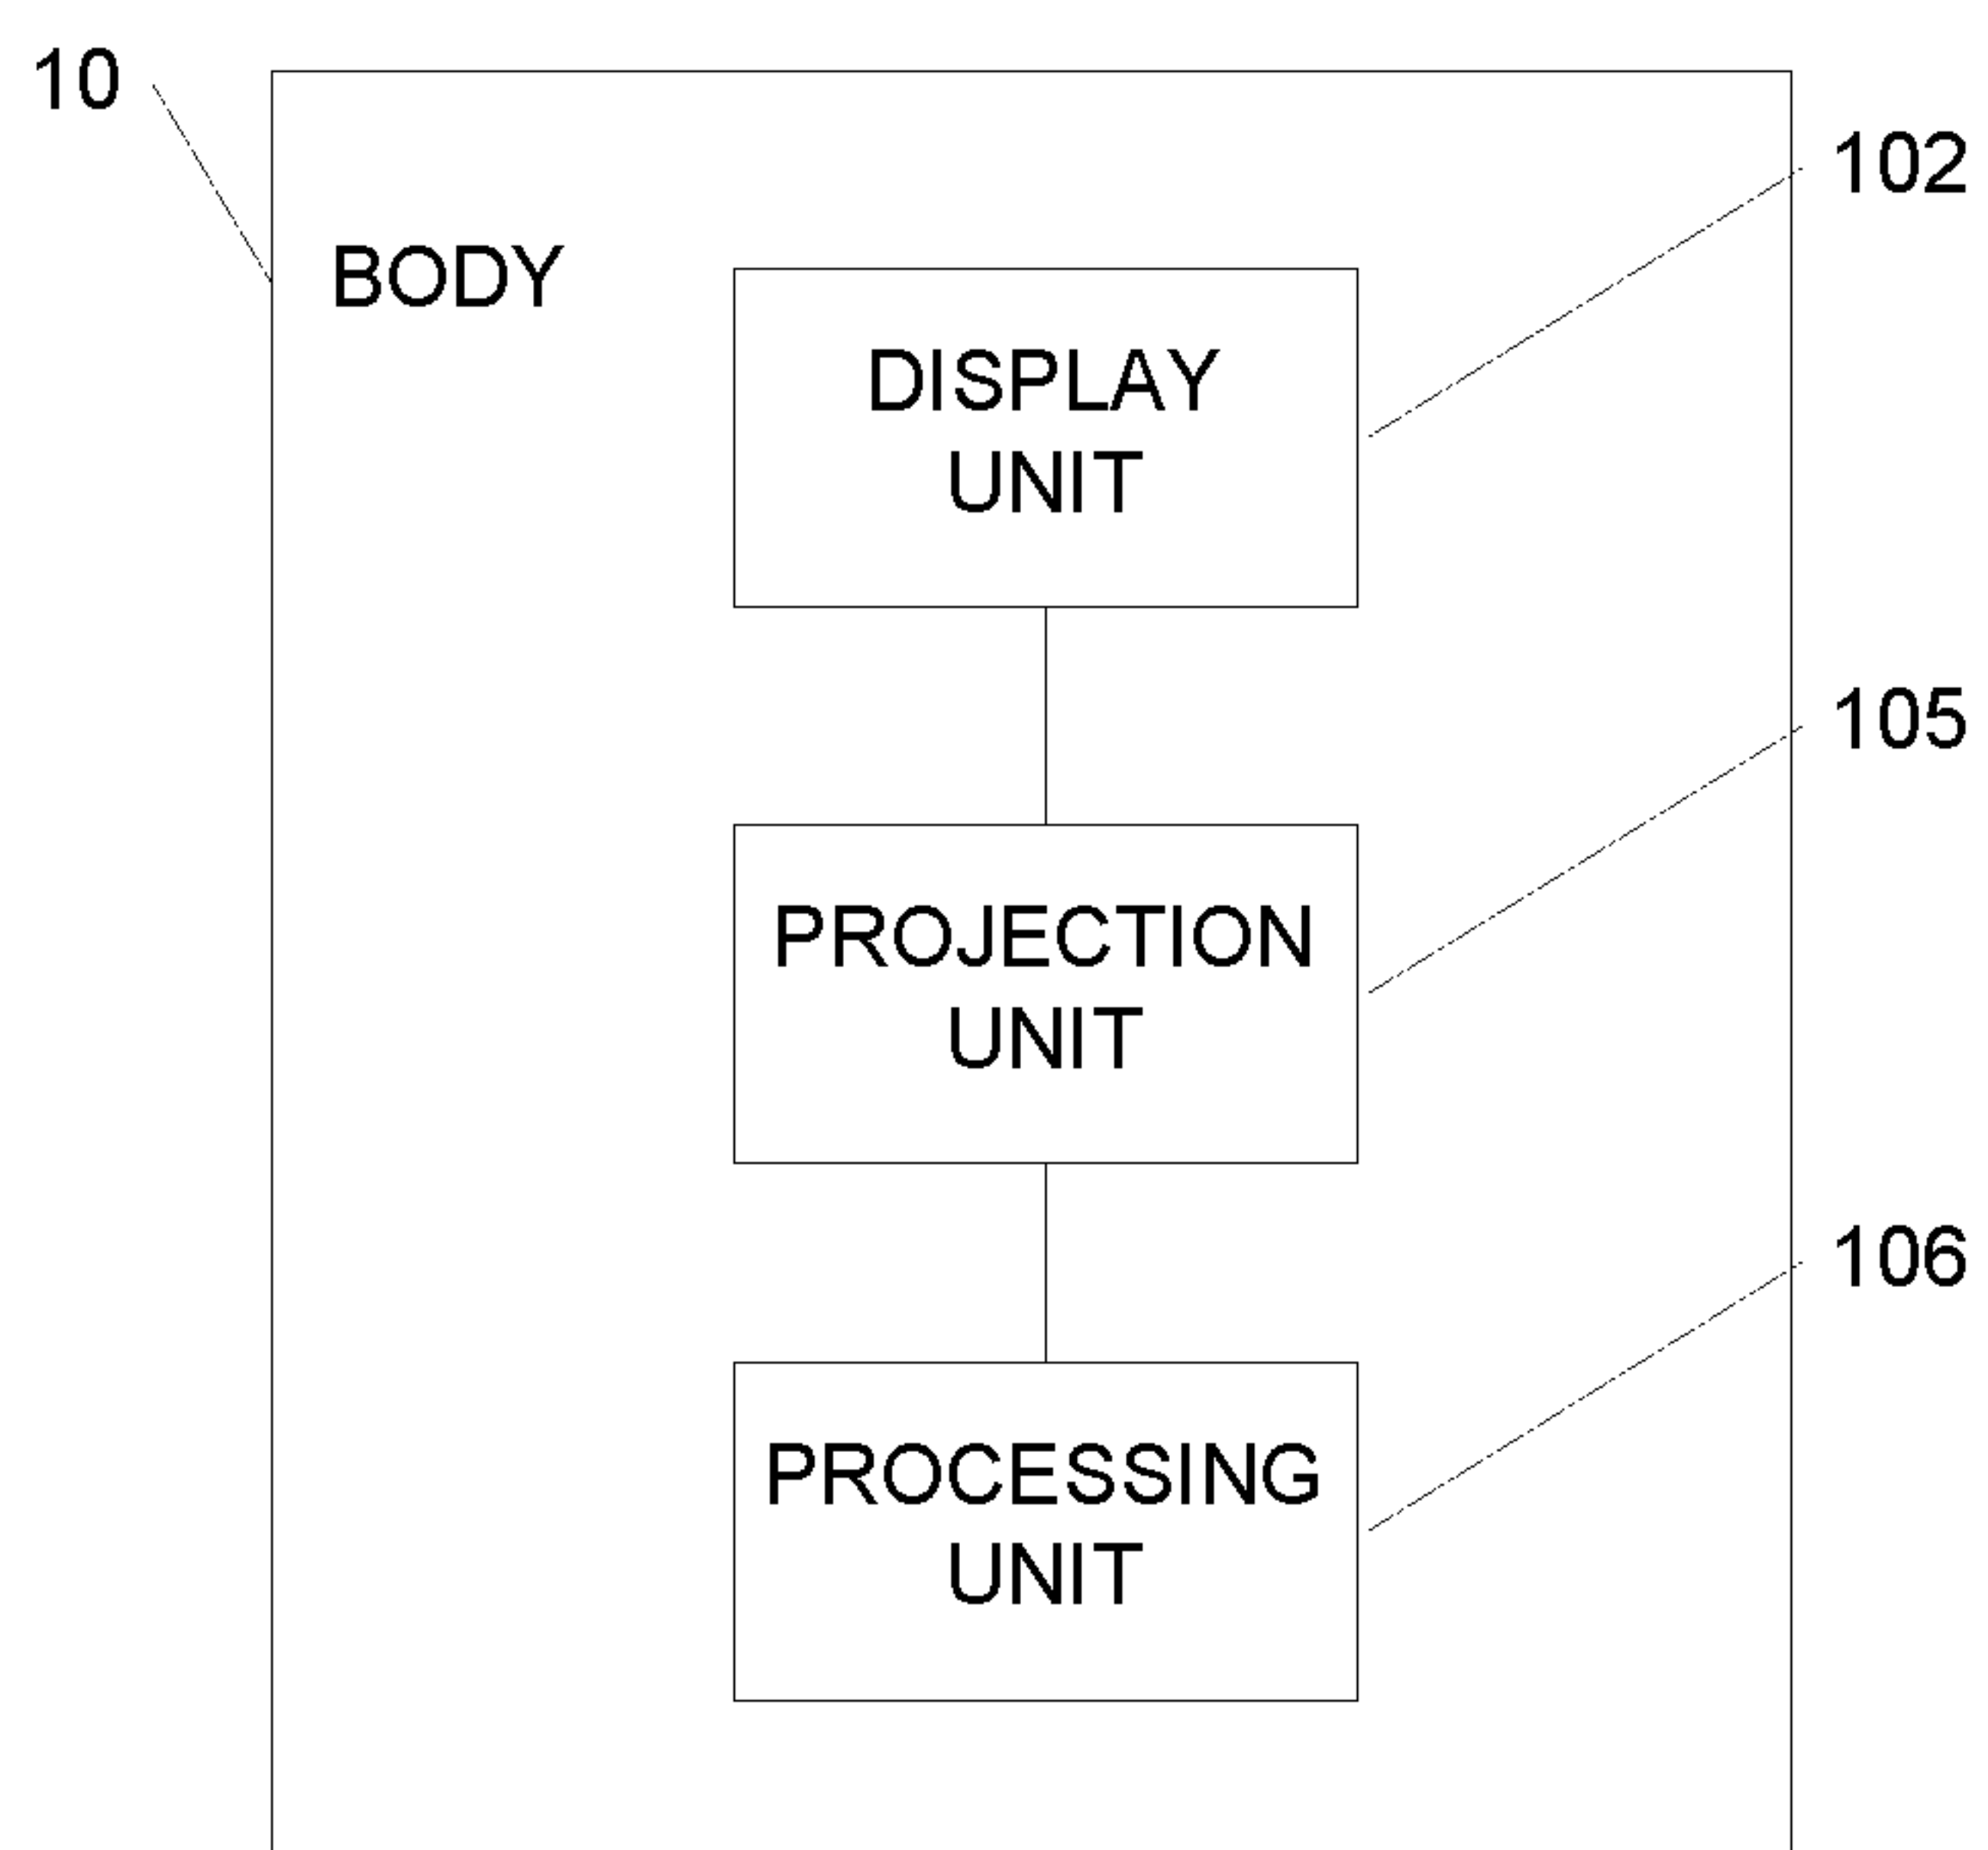 10
102
BODY
DISPLAY
UNIT
105
PROJECTION
UNIT
106
PROCESSING
UNIT